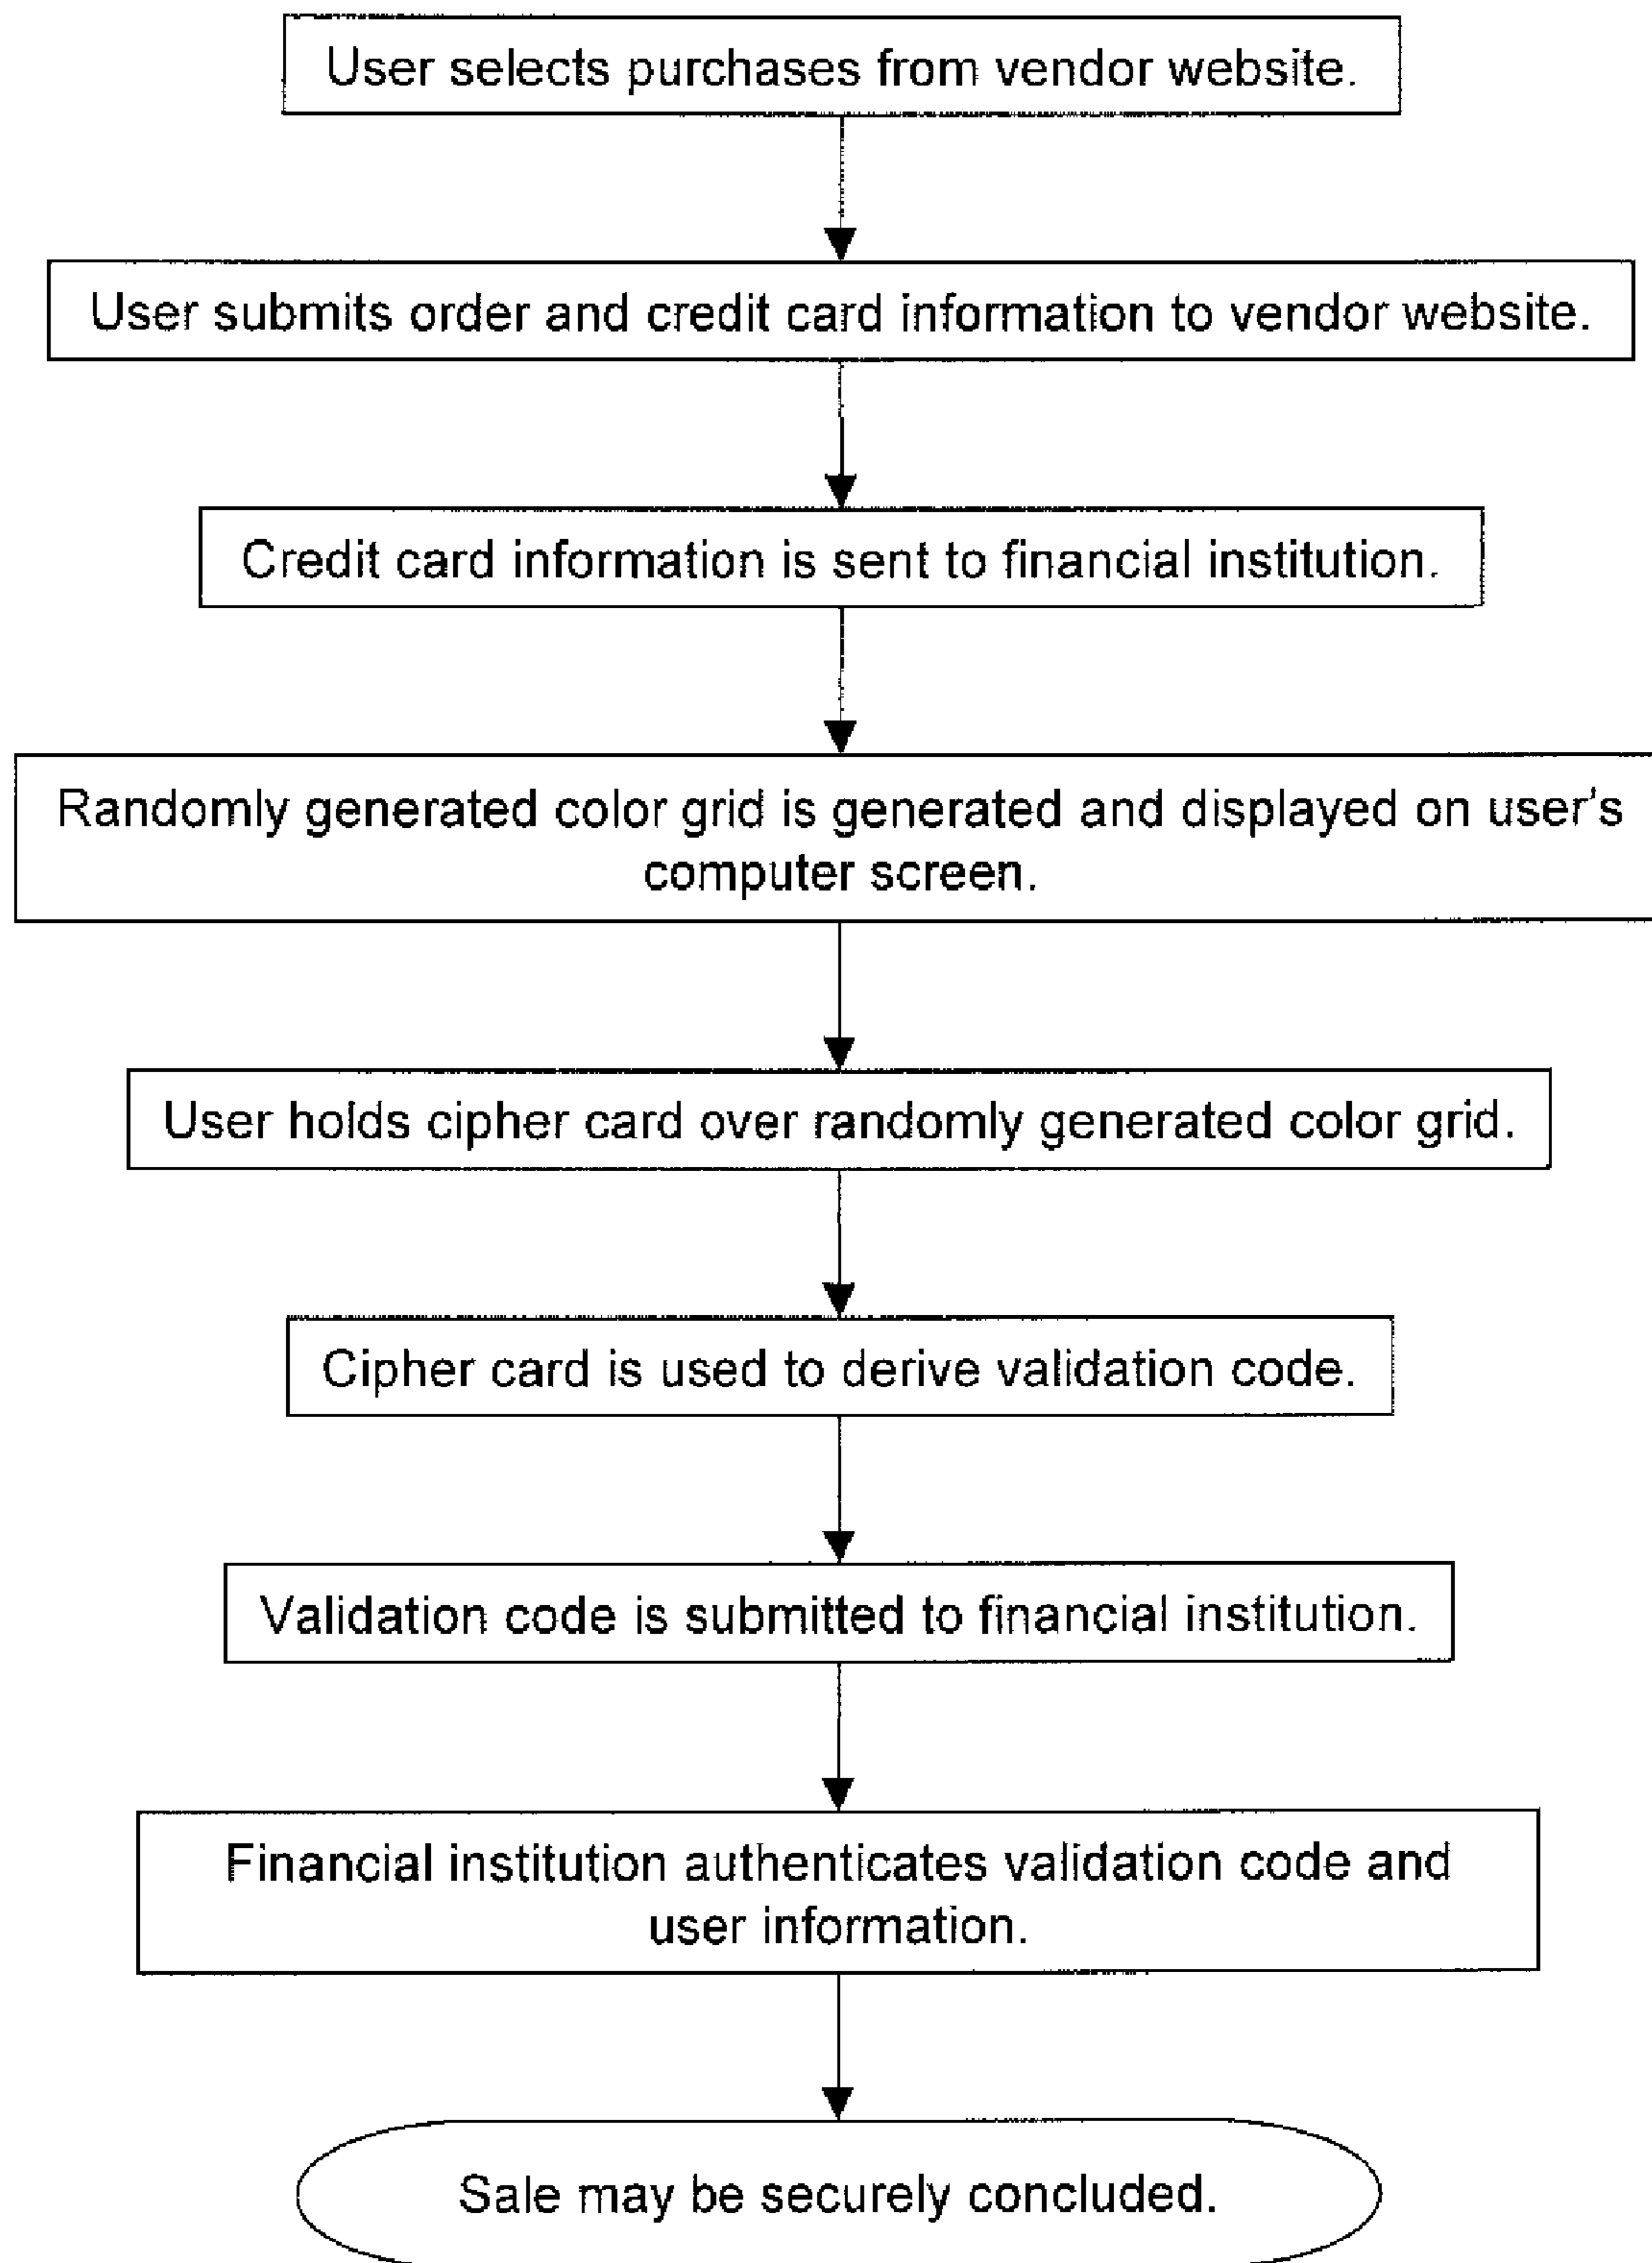 User selects purchases from vendor website.
User submits order and credit card information to vendor website.
Credit card information is sent to financial institution.
Randomly generated color grid is generated and displayed on user's
computer screen.
User holds cipher card over randomly generated color grid.
Cipher card is used to derive validation code.
Validation code is submitted to financial institution.
Financial institution authenticates validation code and
user information.
Sale may be securely concluded.